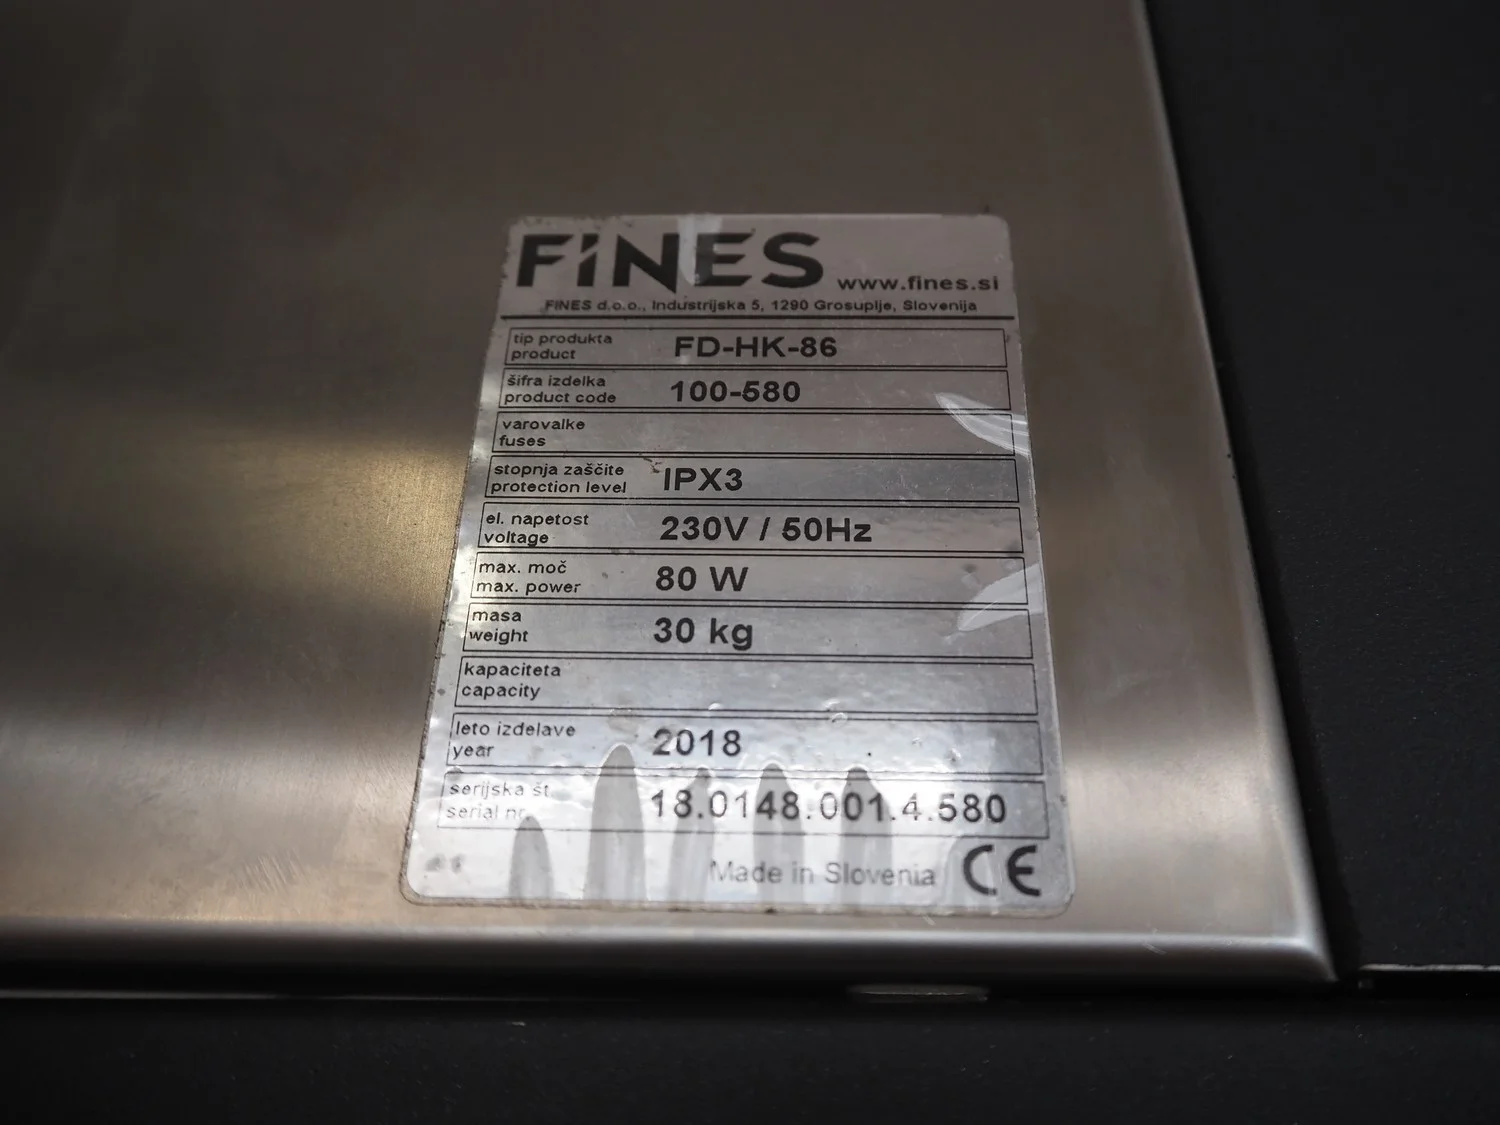 FINES www.fines.si
FINES d.o.o., Industrijska 5, 1290 Grosuplje, Slovenija
tip produkta
product
FD-HK-86
šifra izdelka
product code
100-580
varovalke
fuses
stopnja zaščite
protection level
IPX3
el. napetost
voltage
230V / 50Hz
max. moč
max. power
80 W
masa
weight
30 kg
kapaciteta
capacity
leto izdelave
year
2018
serijska št
serial nr.
18.0148.001.4.580
Made in Slovenia CE